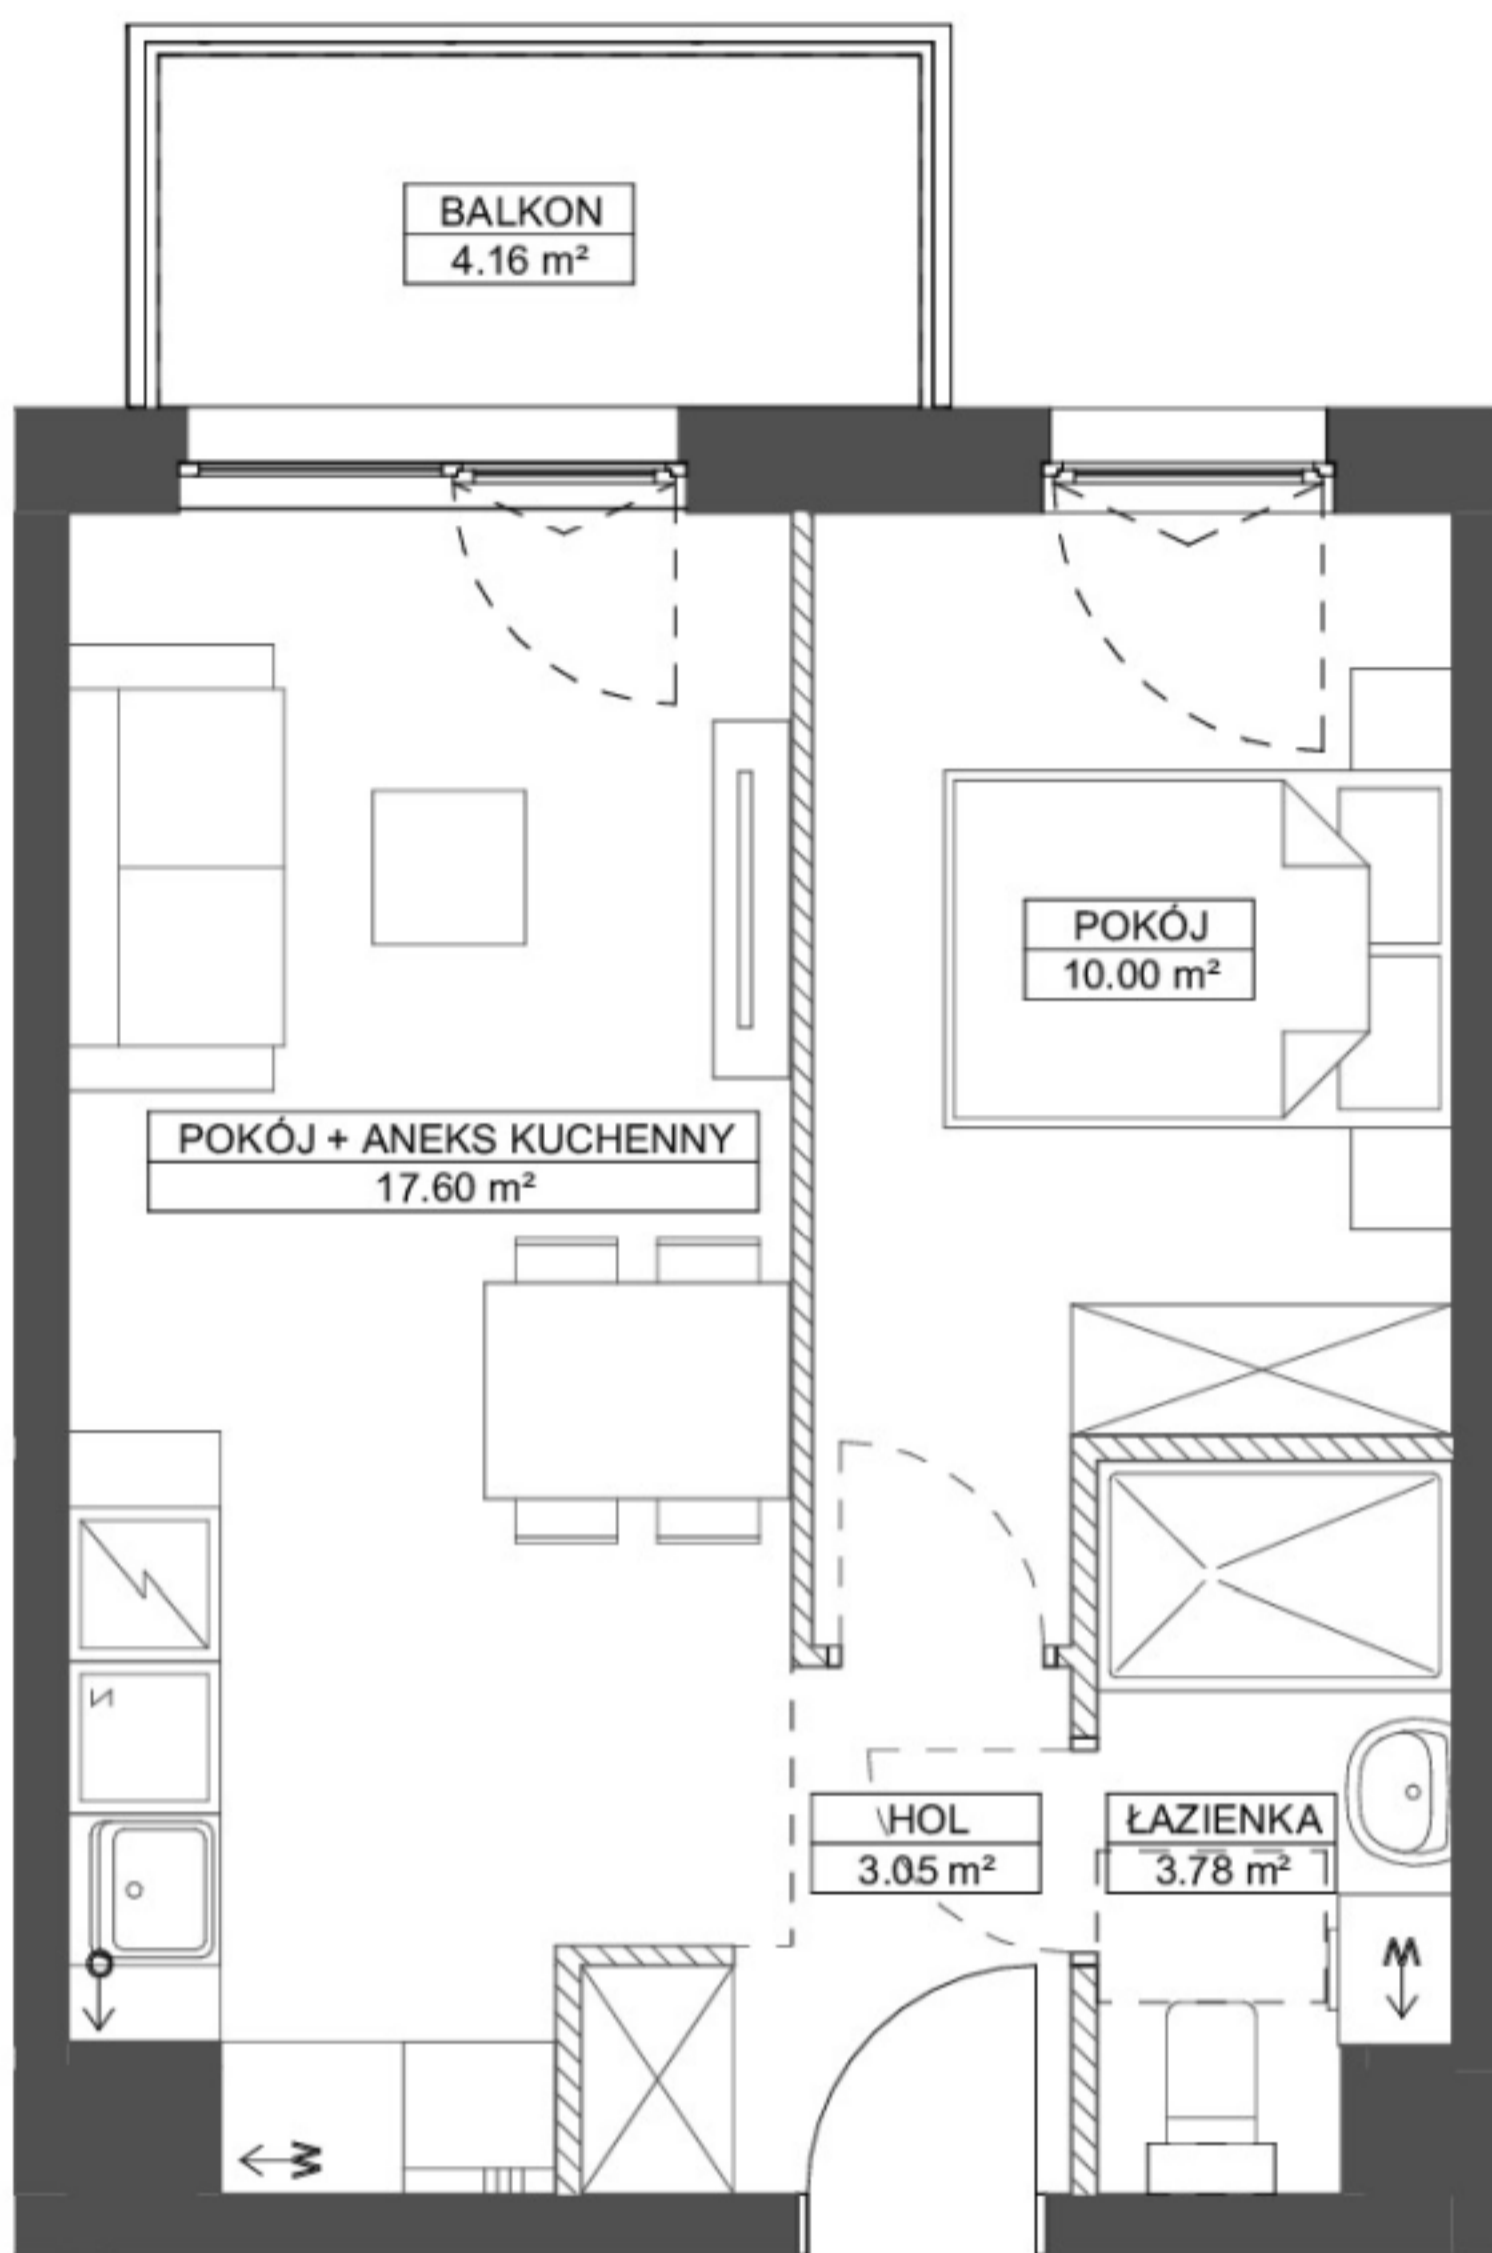 BALKON
4.16 m²
POKÓJ
10.00 m²
POKÓJ + ANEKS KUCHENNY
17.60 m²
HOL
3.05 m²
ŁAZIENKA
3.78 m²
W
W